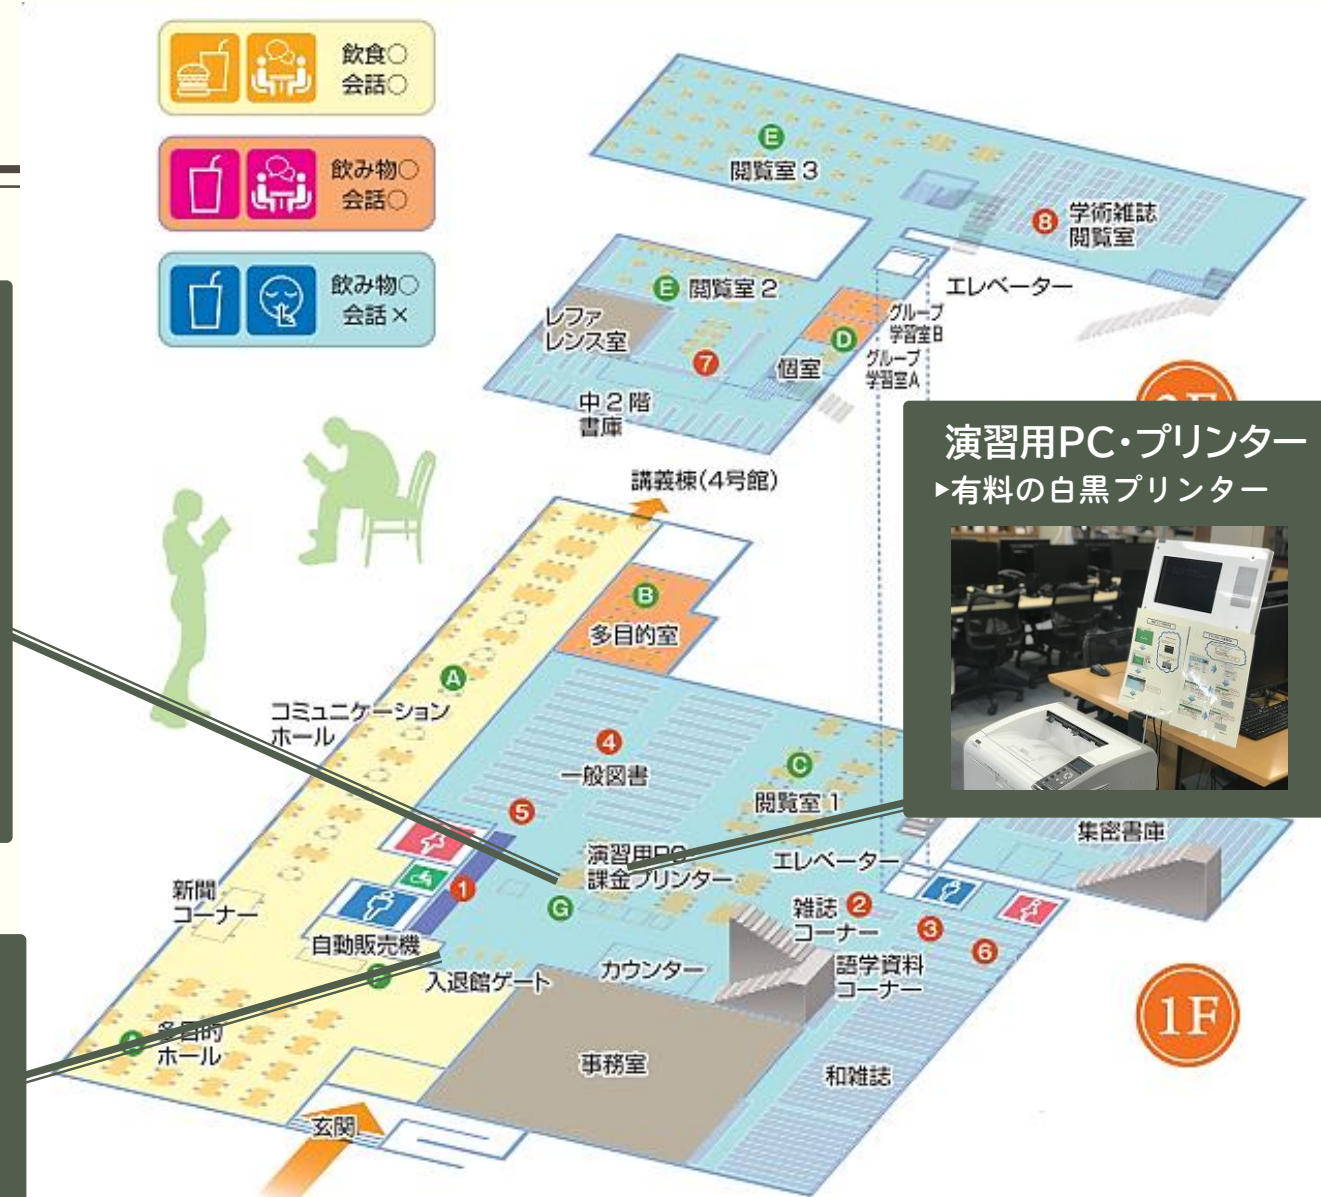 飲食○
会話○
飲み物○
会話○
飲み物○
会話×
E
閲覧室3
8
学術雑誌
閲覧室
E
閲覧室2
エレベーター
レファ
レンス室
グループ
学習室B
D
7
個室
グループ
学習室A
中2階
書庫
講義棟(4号館)
演習用PC・プリンター
▶有料の白黒プリンター
B
多目的室
A
コミュニケーション
ホール
4
一般図書
C
閲覧室1
5
集密書庫
演習用PC
課金プリンター
エレベーター
1
新聞
コーナー
G
雑誌
コーナー
2
3
6
自動販売機
入退館ゲート
カウンター
語学資料
コーナー
1F
多目的
ホール
事務室
和雑誌
玄関